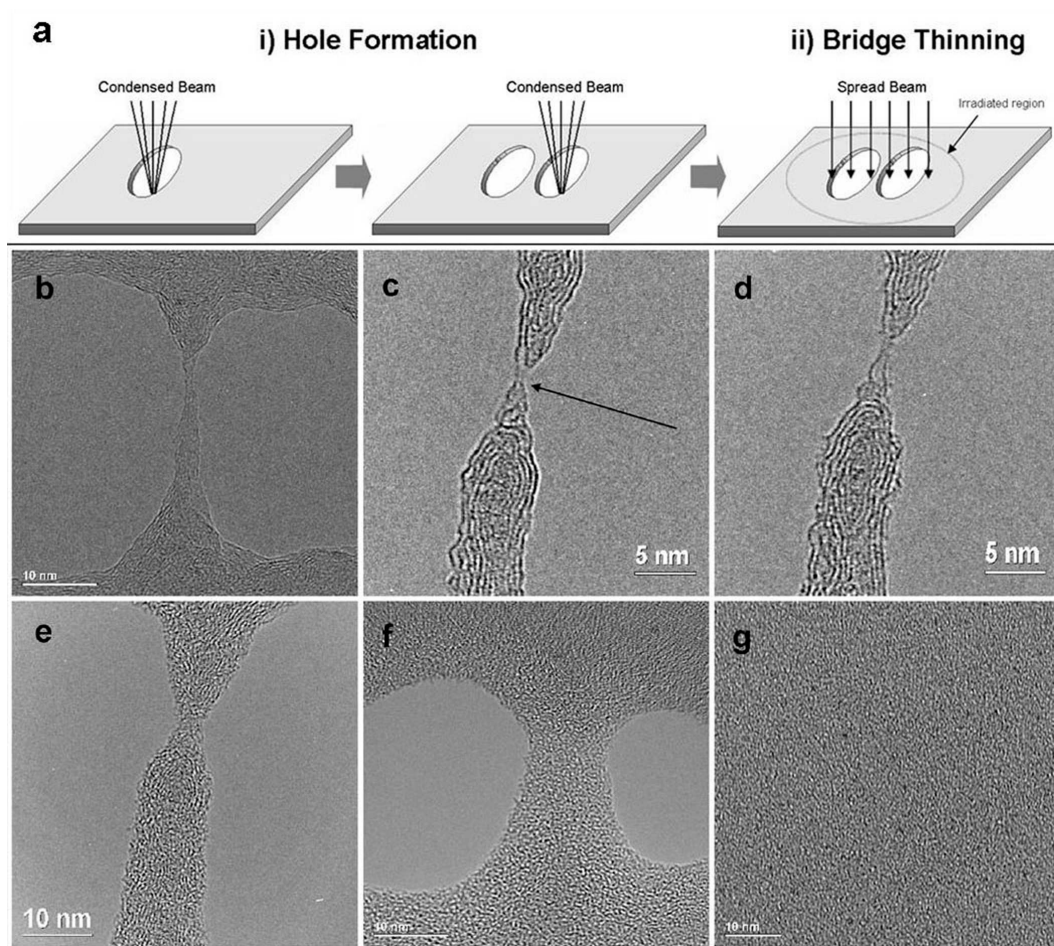 a
i) Hole Formation
ii) Bridge Thinning
Condensed Beam
Condensed Beam
Spread Beam
Irradiated region
b
10 nm
c
5 nm
d
5 nm
e
10 nm
f
10 nm
g
10 nm